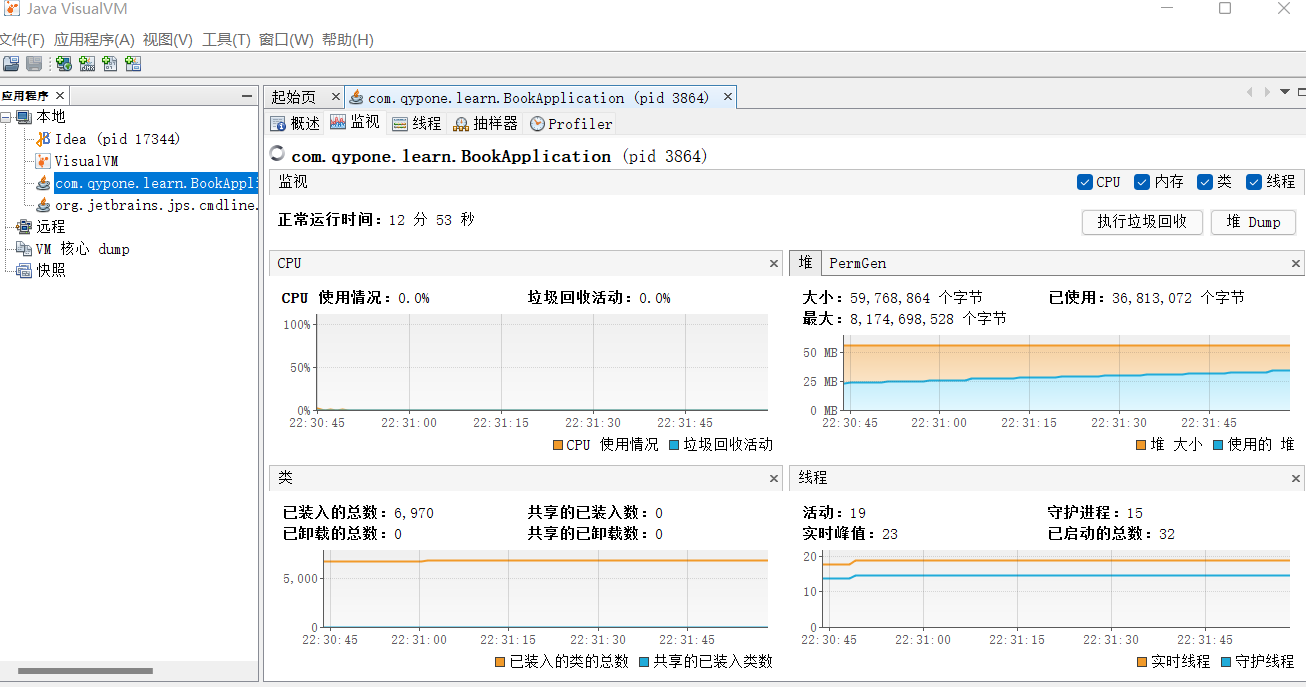 Java VisualVM
文件(F) 应用程序(A) 视图(V) 工具(T) 窗口(W) 帮助(H)
应用程序
本地
Idea (pid 17344)
VisualVM
com.qypone.learn.BookAppli
org.jetbrains.jps.cmdline.
远程
VM 核心 dump
快照
起始页
com.qypone.learn.BookApplication (pid 3864)
概述 监视 线程 抽样器 Profiler
com.qypone.learn.BookApplication (pid 3864)
监视
CPU 内存 类 线程
正常运行时间：12 分 53 秒
执行垃圾回收 堆 Dump
CPU
CPU 使用情况：0.0% 垃圾回收活动：0.0%
100%
50%
0%
22:30:45 22:31:00 22:31:15 22:31:30 22:31:45
CPU 使用情况 垃圾回收活动
堆 PermGen
大小：59,768,864 个字节 已使用：36,813,072 个字节
最大：8,174,698,528 个字节
50 MB
25 MB
0 MB
22:30:45 22:31:00 22:31:15 22:31:30 22:31:45
堆 大小 使用的 堆
类
已装入的总数：6,970 共享的已装入数：0
已卸载的总数：0 共享的已卸载数：0
5,000
0
22:30:45 22:31:00 22:31:15 22:31:30 22:31:45
已装入的类的总数 共享的已装入类数
线程
活动：19 守护进程：15
实时峰值：23 已启动的总数：32
20
10
0
22:30:45 22:31:00 22:31:15 22:31:30 22:31:45
实时线程 守护线程